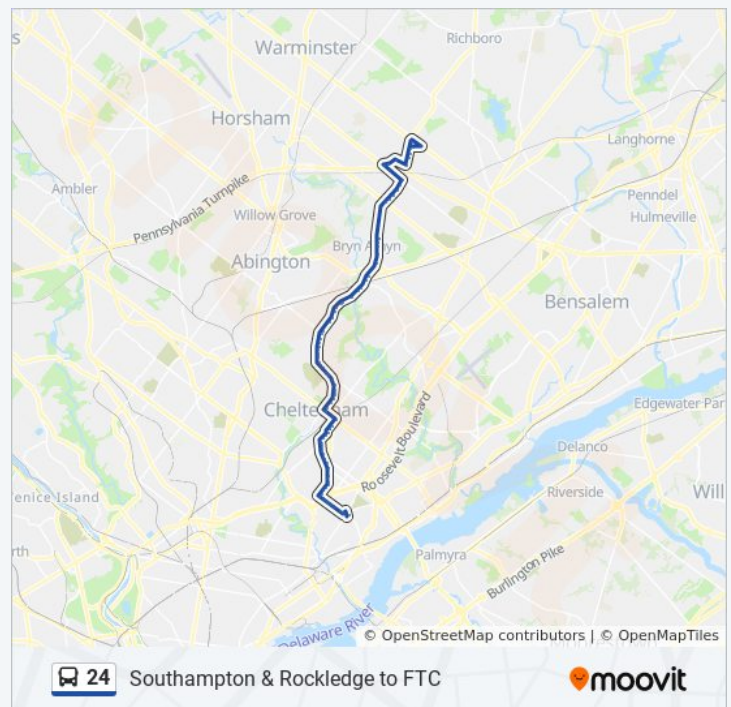 Warminster
Richboro
s
Horsham
Langhorne
Ambler
Pennsylvania Turnpike
Willow Grove
Penndel
Hulmeville
Bryn Athyn
Abington
Bensalem
Cheltenham
Roosevelt Boulevard
Edgewater Par
Delanco
Riverside
Will
enice Island
rth
Palmyra
Burlington Pike
Delaware River
© OpenStreetMap contributors | © OpenMapTiles
24 Southampton & Rockledge to FTC
moovit